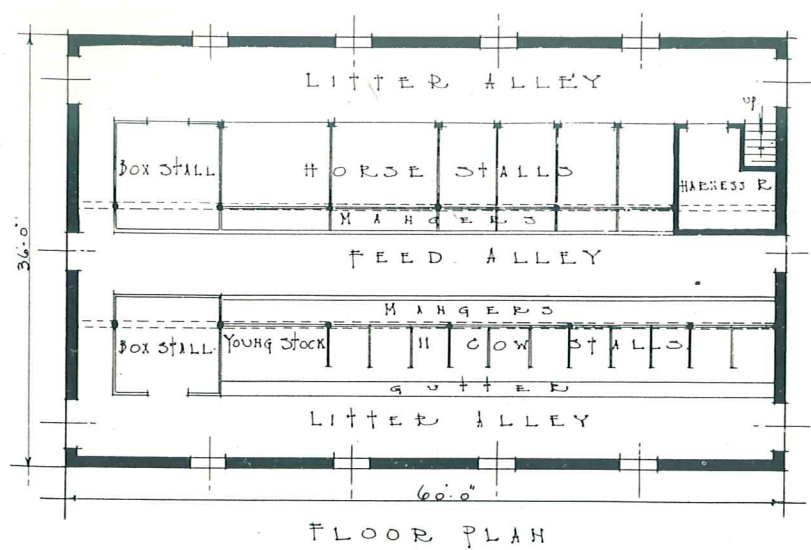 LITTER ALLEY
UP
BOX STALL
HORSE STALLS
HARNESS R
MANGERS
36'-0"
FEED ALLEY
MANGERS
BOX STALL
YOUNG STOCK
11 COW STALLS
GUTTER
LITTER ALLEY
60'-0"
FLOOR PLAN